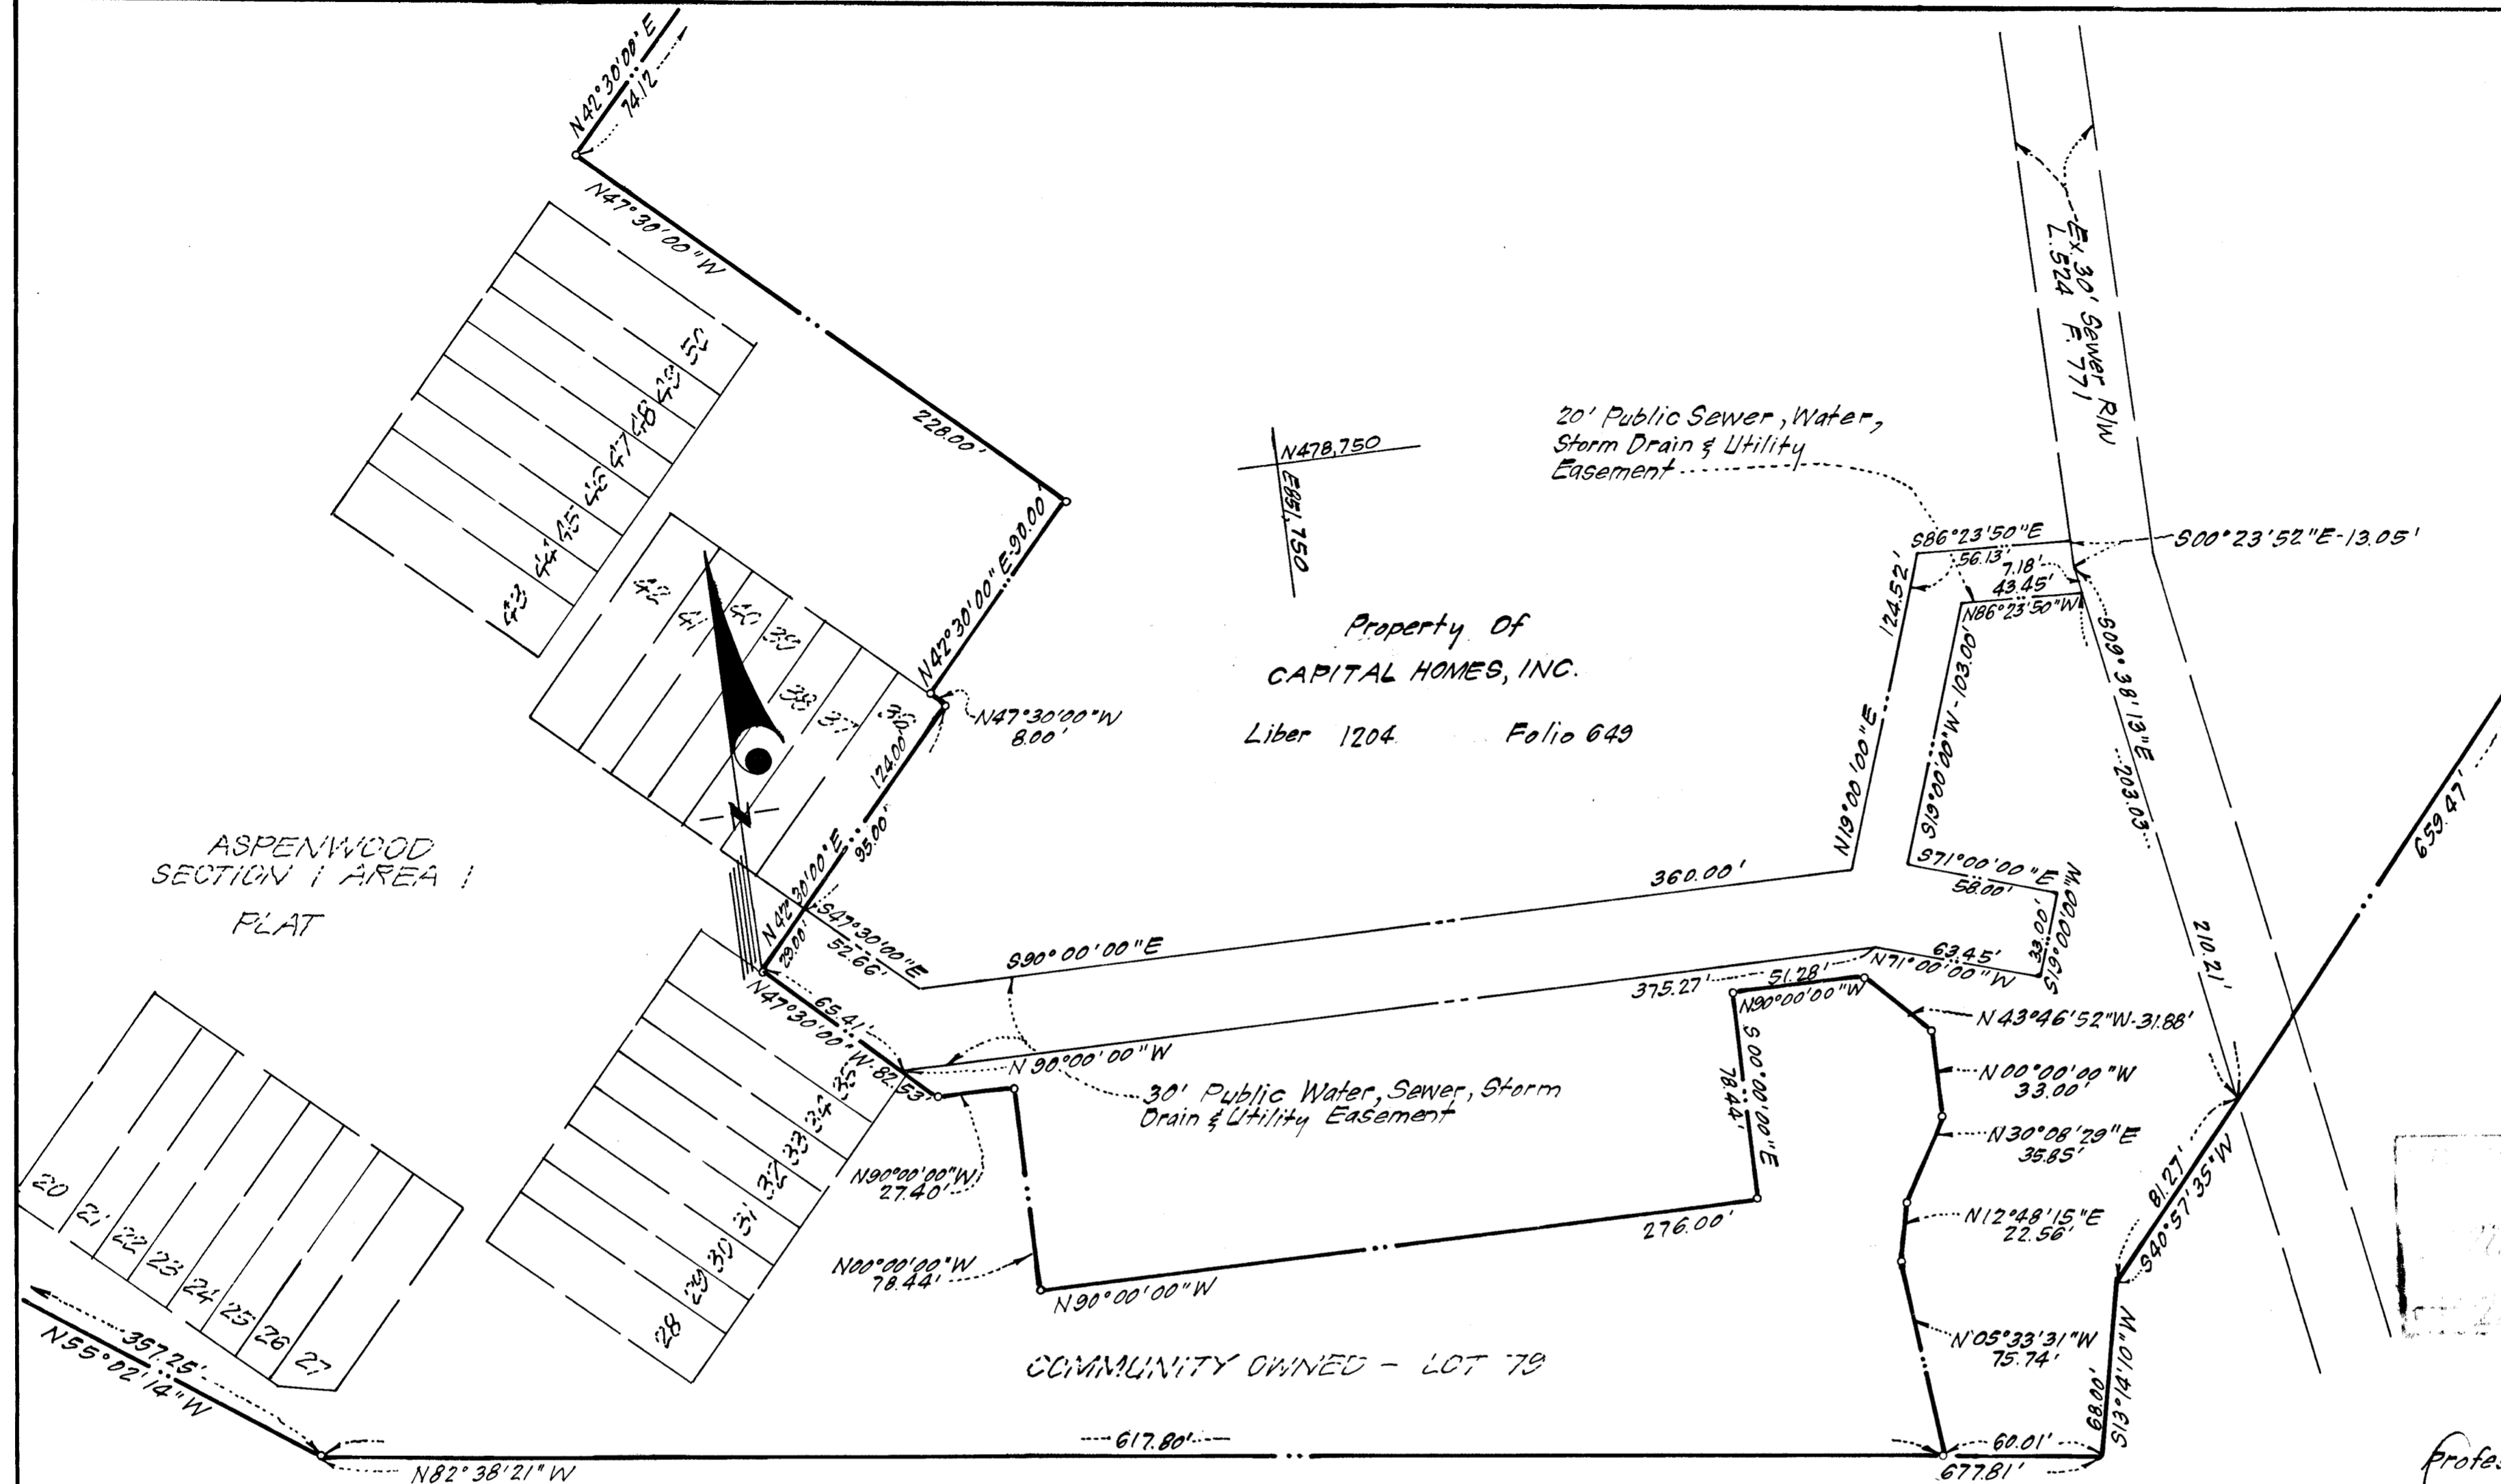 N42°30'00"E
74.12
N47°30'00"W
228.00'
50
49
48
47
46
45
44
43
N478,750
E851,750
20' Public Sewer, Water,
Storm Drain & Utility
Easement
Ex. 30' Sewer R/W
L. 524 F. 771
S86°23'50"E
56.13'
S00°23'52"E-13.05'
7.18'
43.45'
N86°23'50"W
124.52'
N19°00'00"E
S19°00'00"W-103.00'
S09°38'13"E
203.03
210.21'
659.47'
N42°30'00"E-90.00'
42
41
40
39
38
37
36
N47°30'00"W
8.00'
124.00'
95.00'
N42°30'00"E
29.00'
Property Of
CAPITAL HOMES, INC.
Liber 1204 Folio 649
ASPENWOOD
SECTION 1 AREA 1
PLAT
N
S47°30'00"E
52.66'
S90°00'00"E
360.00'
S71°00'00"E
58.00'
S19°00'00"W
33.00'
63.45'
N71°00'00"W
375.27'
51.28'
N90°00'00"W
N43°46'52"W-31.88'
65.41'
N47°30'00"W-82.53'
N90°00'00"W
30' Public Water, Sewer, Storm
Drain & Utility Easement
S00°00'00"E
78.44'
N00°00'00"W
33.00'
N30°08'29"E
35.85'
N90°00'00"W
27.40'
35
34
33
32
31
30
29
28
N12°48'15"E
22.56'
81.27'
S40°57'35"W
276.00'
N00°00'00"W
78.44'
N90°00'00"W
20
21
22
23
24
25
26
27
N05°33'31"W
75.74'
S13°14'10"W
68.00'
COMMUNITY OWNED - LOT 79
357.25'
N55°02'14"W
617.80'
60.01'
N82°38'21"W
677.81'
Profes